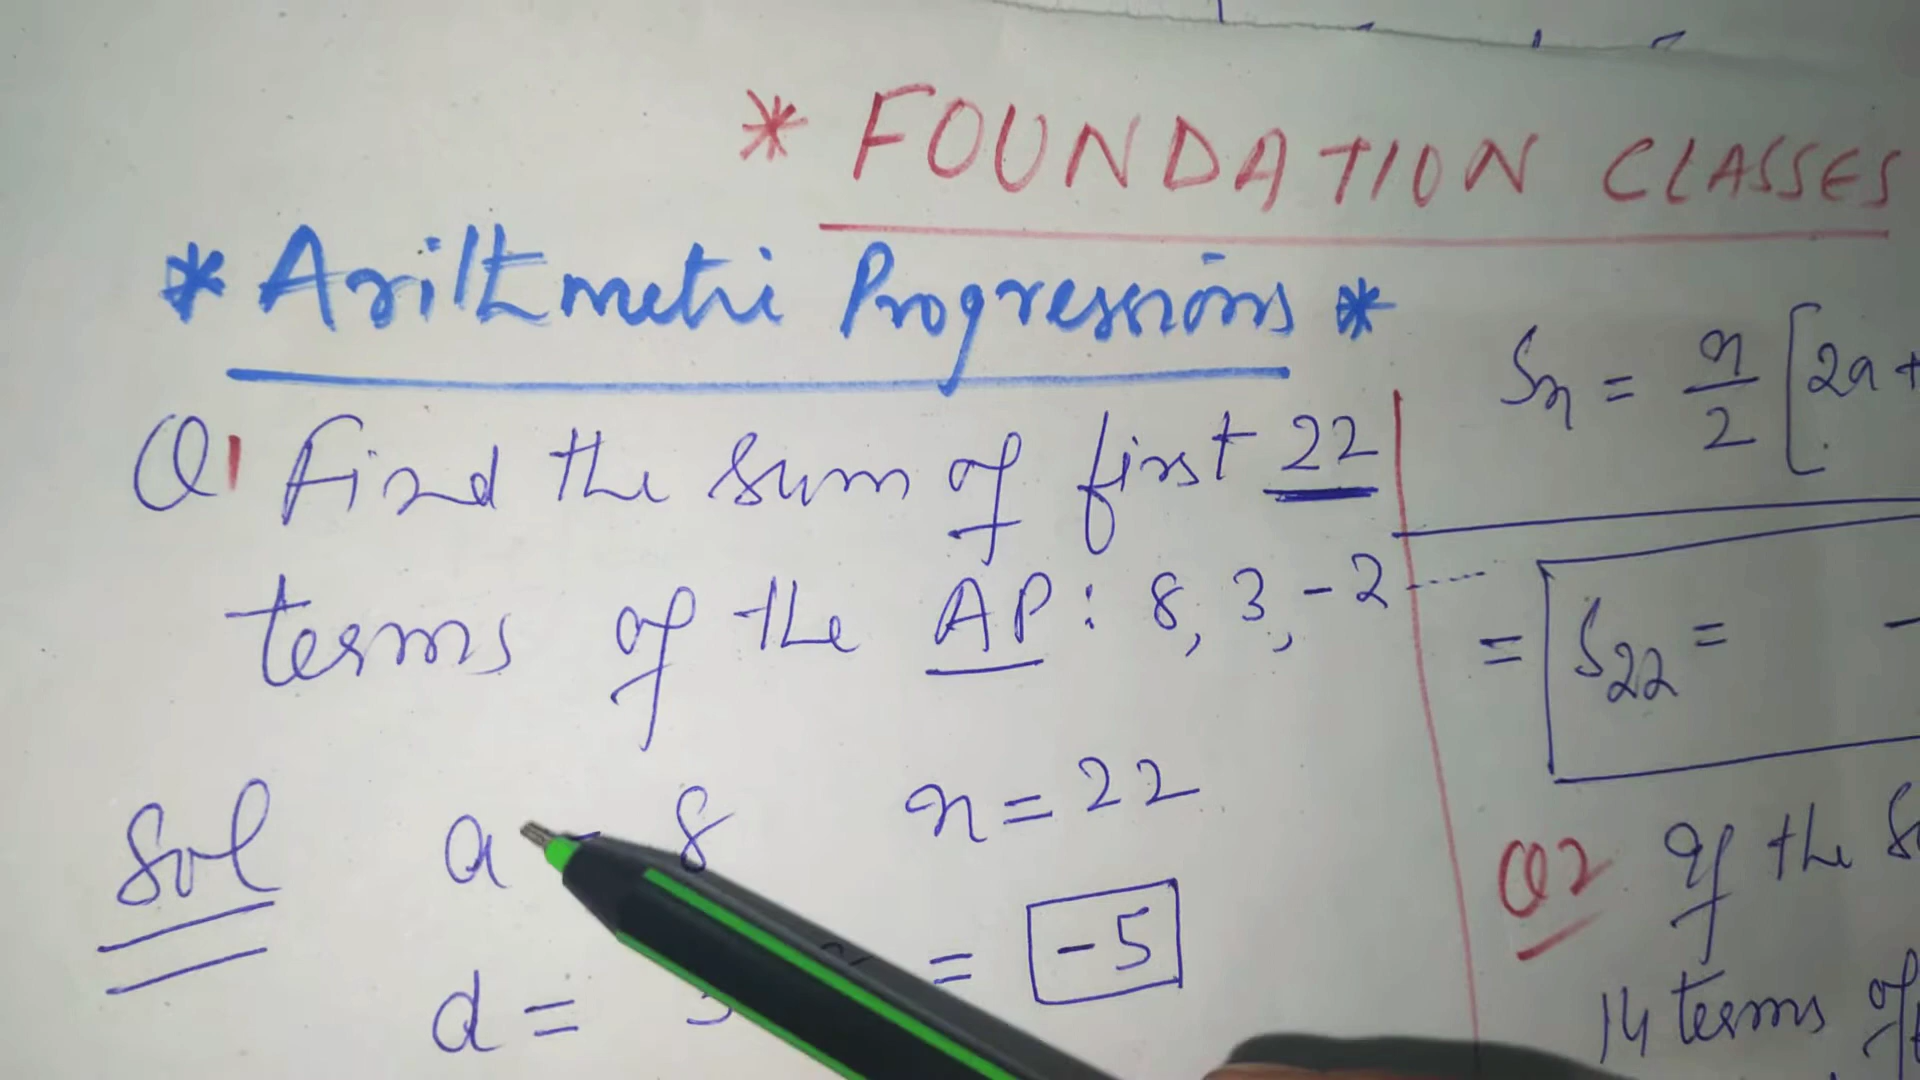 * FOUNDATION CLASSES
* Arithmetic Progressions *
Q1 Find the sum of first 22
terms of the AP : 8, 3, -2 ......
Sol a = 8 n = 22
d = 3 = -5
Sn = n/2 [2a +
= S22 = -
Q2 If the
14 terms of